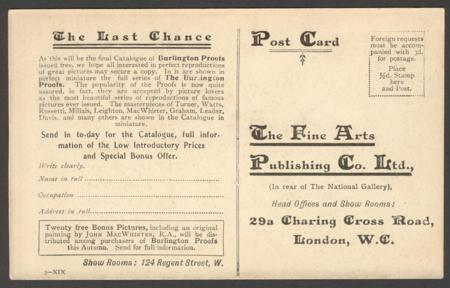 The Last Chance
As this will be the final Catalogue of Burlington Proofs
issued free, we hope all interested in perfect reproductions
of great pictures may secure a copy. In it are shown in
perfect miniature the full series of The Burlington
Proofs. The popularity of the Proofs is now quite
assured, in fact, they are accepted by picture lovers
as the most beautiful series of reproductions of famous
pictures ever issued. The masterpieces of Turner, Watts,
Rossetti, Millais, Leighton, MacWhirter, Graham, Leader,
Davis, and many others are shown in the Catalogue in
miniature.
Send in to-day for the Catalogue, full infor-
mation of the Low Introductory Prices
and Special Bonus Offer.
Write clearly.
Name in full
Occupation
Address in full
Twenty free Bonus Pictures, including an original
painting by JOHN MACWHIRTER, R.A., will be dis-
tributed among purchasers of Burlington Proofs
this Autumn. Send for full information.
Show Rooms: 124 Regent Street, W.
3-XIX
Post Card
Foreign requests
must be accom-
panied with 3d.
for postage.
Place
½d. Stamp
here
and Post.
The Fine Arts
Publishing Co. Ltd.,
(In rear of The National Gallery),
Head Offices and Show Rooms:
29a Charing Cross Road,
London, W.C.